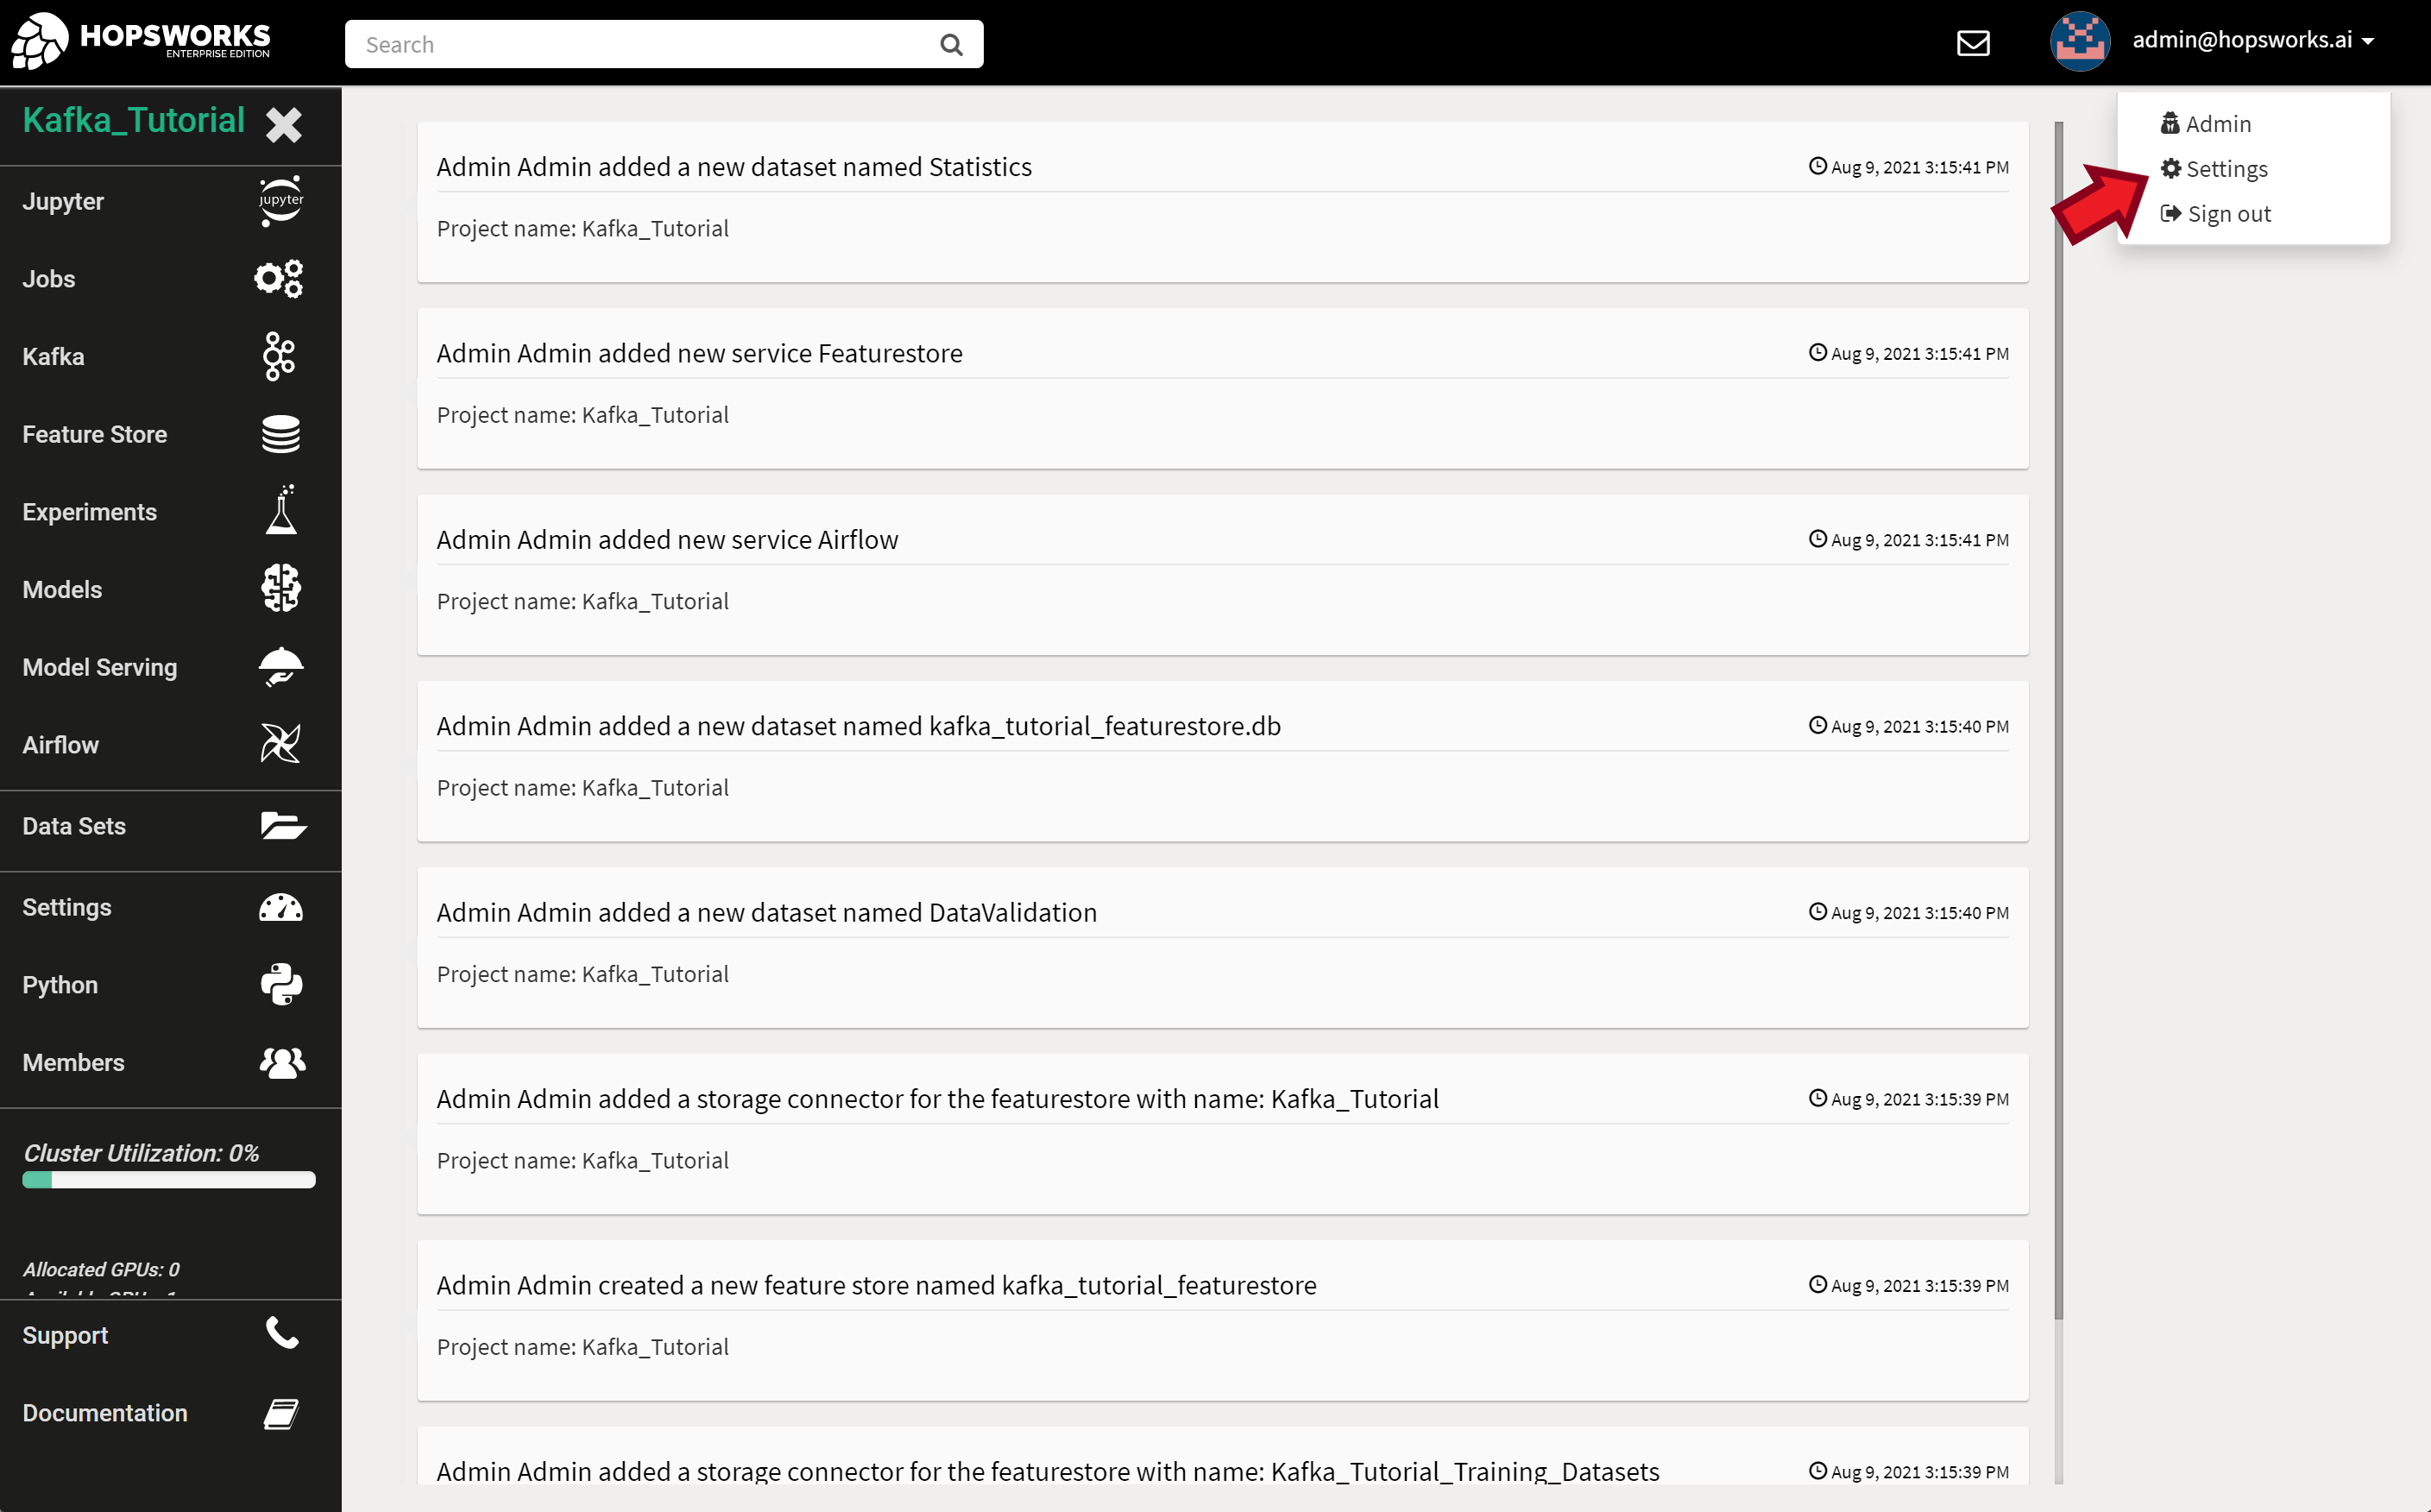 HOPSWORKS
ENTERPRISE EDITION
Search
admin@hopsworks.ai
Admin
Settings
Sign out
Kafka_Tutorial
Jupyter
jupyter
Jobs
Kafka
Feature Store
Experiments
Models
Model Serving
Airflow
Data Sets
Settings
Python
Members
Cluster Utilization: 0%
Allocated GPUs: 0
Support
Documentation
Admin Admin added a new dataset named Statistics
Aug 9, 2021 3:15:41 PM
Project name: Kafka_Tutorial
Admin Admin added new service Featurestore
Aug 9, 2021 3:15:41 PM
Project name: Kafka_Tutorial
Admin Admin added new service Airflow
Aug 9, 2021 3:15:41 PM
Project name: Kafka_Tutorial
Admin Admin added a new dataset named kafka_tutorial_featurestore.db
Aug 9, 2021 3:15:40 PM
Project name: Kafka_Tutorial
Admin Admin added a new dataset named DataValidation
Aug 9, 2021 3:15:40 PM
Project name: Kafka_Tutorial
Admin Admin added a storage connector for the featurestore with name: Kafka_Tutorial
Aug 9, 2021 3:15:39 PM
Project name: Kafka_Tutorial
Admin Admin created a new feature store named kafka_tutorial_featurestore
Aug 9, 2021 3:15:39 PM
Project name: Kafka_Tutorial
Admin Admin added a storage connector for the featurestore with name: Kafka_Tutorial_Training_Datasets
Aug 9, 2021 3:15:39 PM